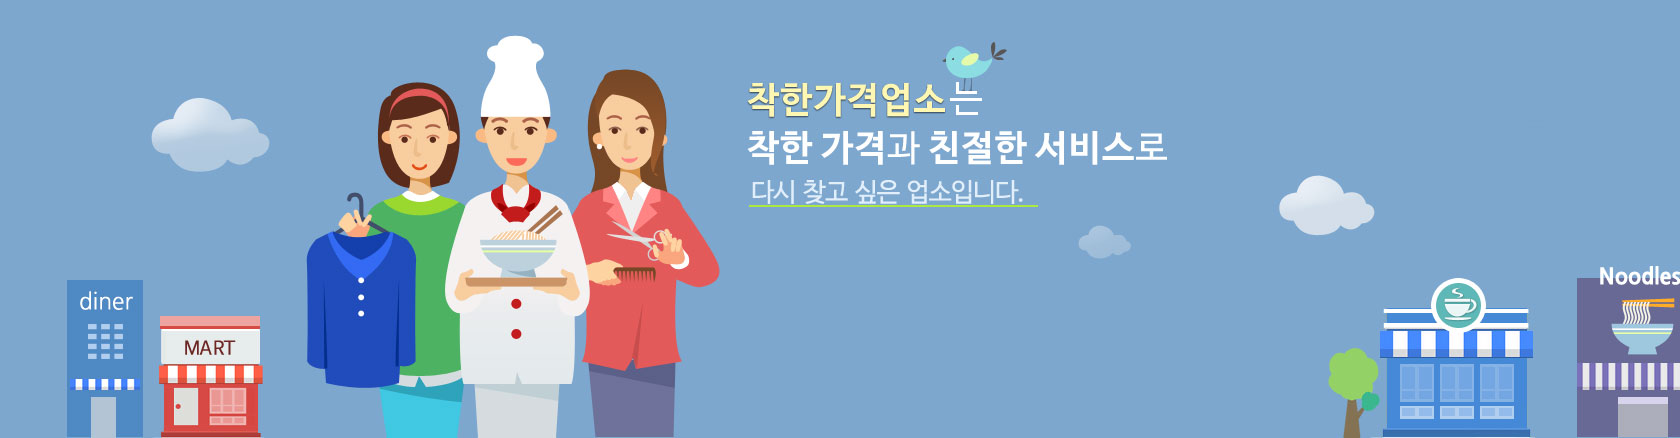 착한가격업소는
착한 가격과 친절한 서비스로
다시 찾고 싶은 업소입니다.
diner
MART
Noodles